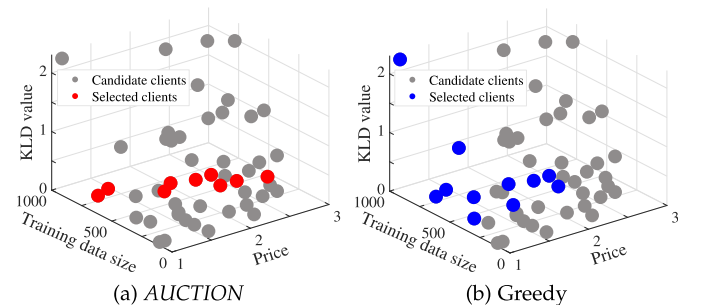 2
1
0
KLD value
Candidate clients
Selected clients
1000
500
0
Training data size
1
2
3
Price
(a) AUCTION
2
1
0
KLD value
Candidate clients
Selected clients
1000
500
0
Training data size
1
2
3
Price
(b) Greedy